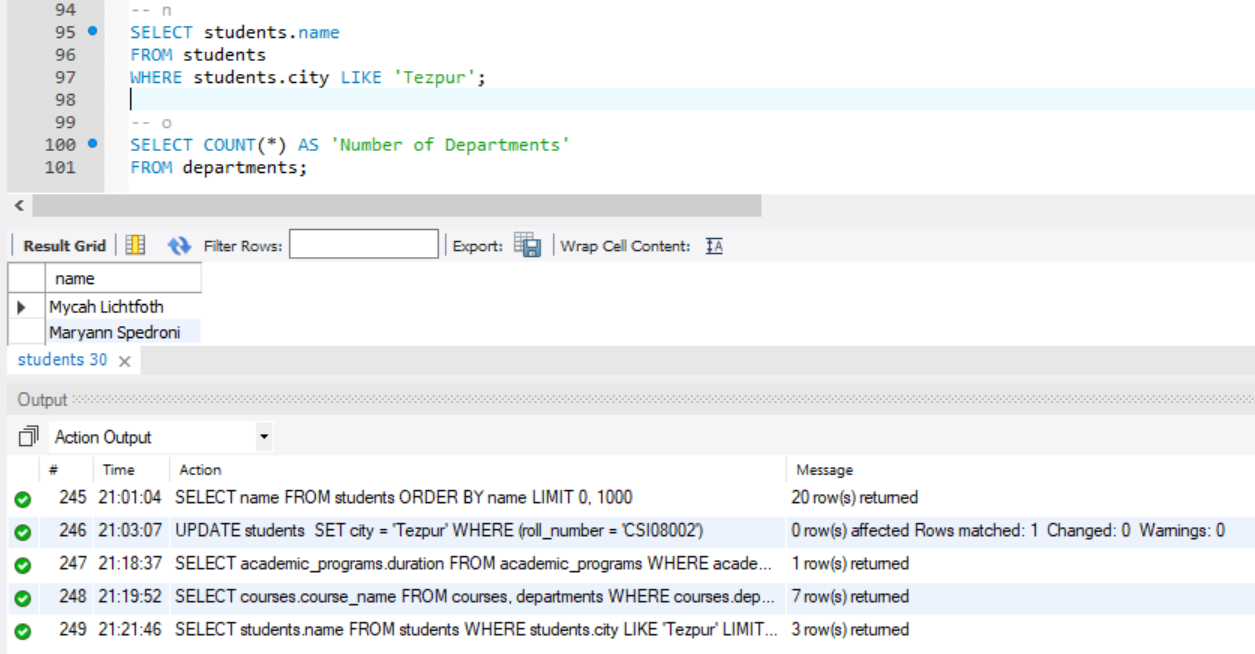 94 -- n
95 SELECT students.name
96 FROM students
97 WHERE students.city LIKE 'Tezpur';
98
99 -- o
100 SELECT COUNT(*) AS 'Number of Departments'
101 FROM departments;
Result Grid Filter Rows: Export: Wrap Cell Content: IA
name
Mycah Lichtfoth
Maryann Spedroni
students 30 ×
Output
Action Output
# Time Action Message
245 21:01:04 SELECT name FROM students ORDER BY name LIMIT 0, 1000 20 row(s) returned
246 21:03:07 UPDATE students SET city = 'Tezpur' WHERE (roll_number = 'CSI08002') 0 row(s) affected Rows matched: 1 Changed: 0 Warnings: 0
247 21:18:37 SELECT academic_programs.duration FROM academic_programs WHERE acade... 1 row(s) returned
248 21:19:52 SELECT courses.course_name FROM courses, departments WHERE courses.dep... 7 row(s) returned
249 21:21:46 SELECT students.name FROM students WHERE students.city LIKE 'Tezpur' LIMIT... 3 row(s) returned